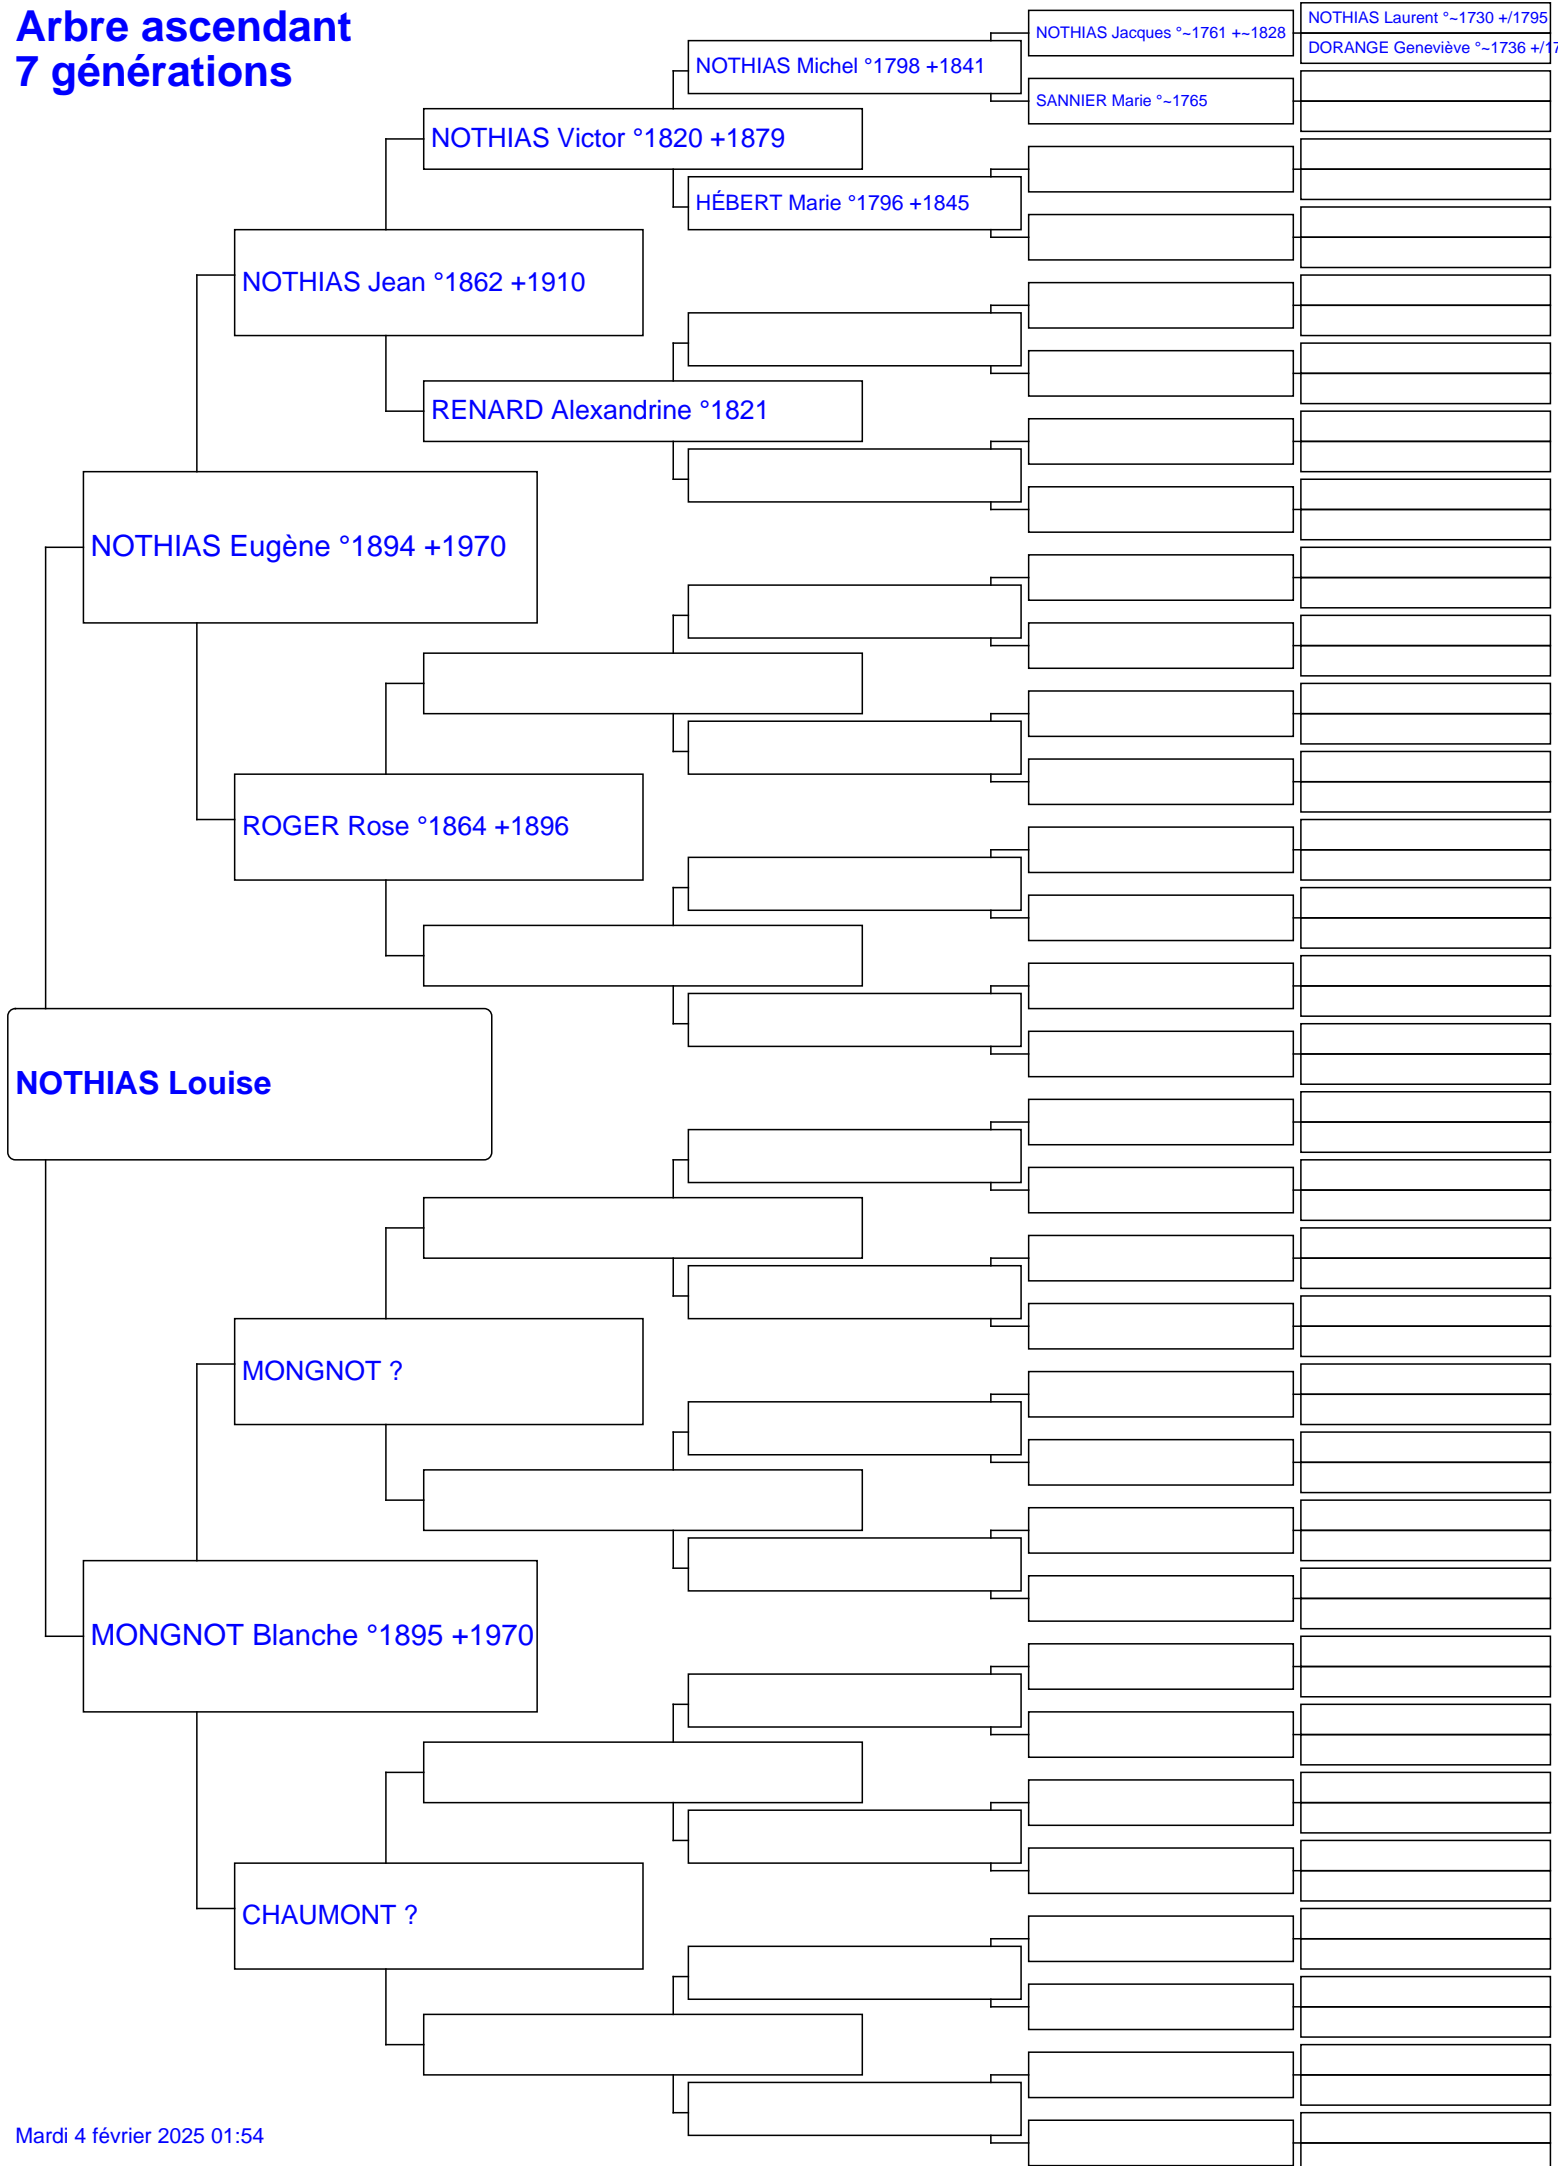 Arbre ascendant
7 générations
NOTHIAS Laurent °~1730 +/1795
NOTHIAS Jacques °~1761 +~1828
DORANGE Geneviève °~1736 +/17
NOTHIAS Michel °1798 +1841
SANNIER Marie °~1765
NOTHIAS Victor °1820 +1879
HÉBERT Marie °1796 +1845
NOTHIAS Jean °1862 +1910
RENARD Alexandrine °1821
NOTHIAS Eugène °1894 +1970
ROGER Rose °1864 +1896
NOTHIAS Louise
MONGNOT ?
MONGNOT Blanche °1895 +1970
CHAUMONT ?
Mardi 4 février 2025 01:54